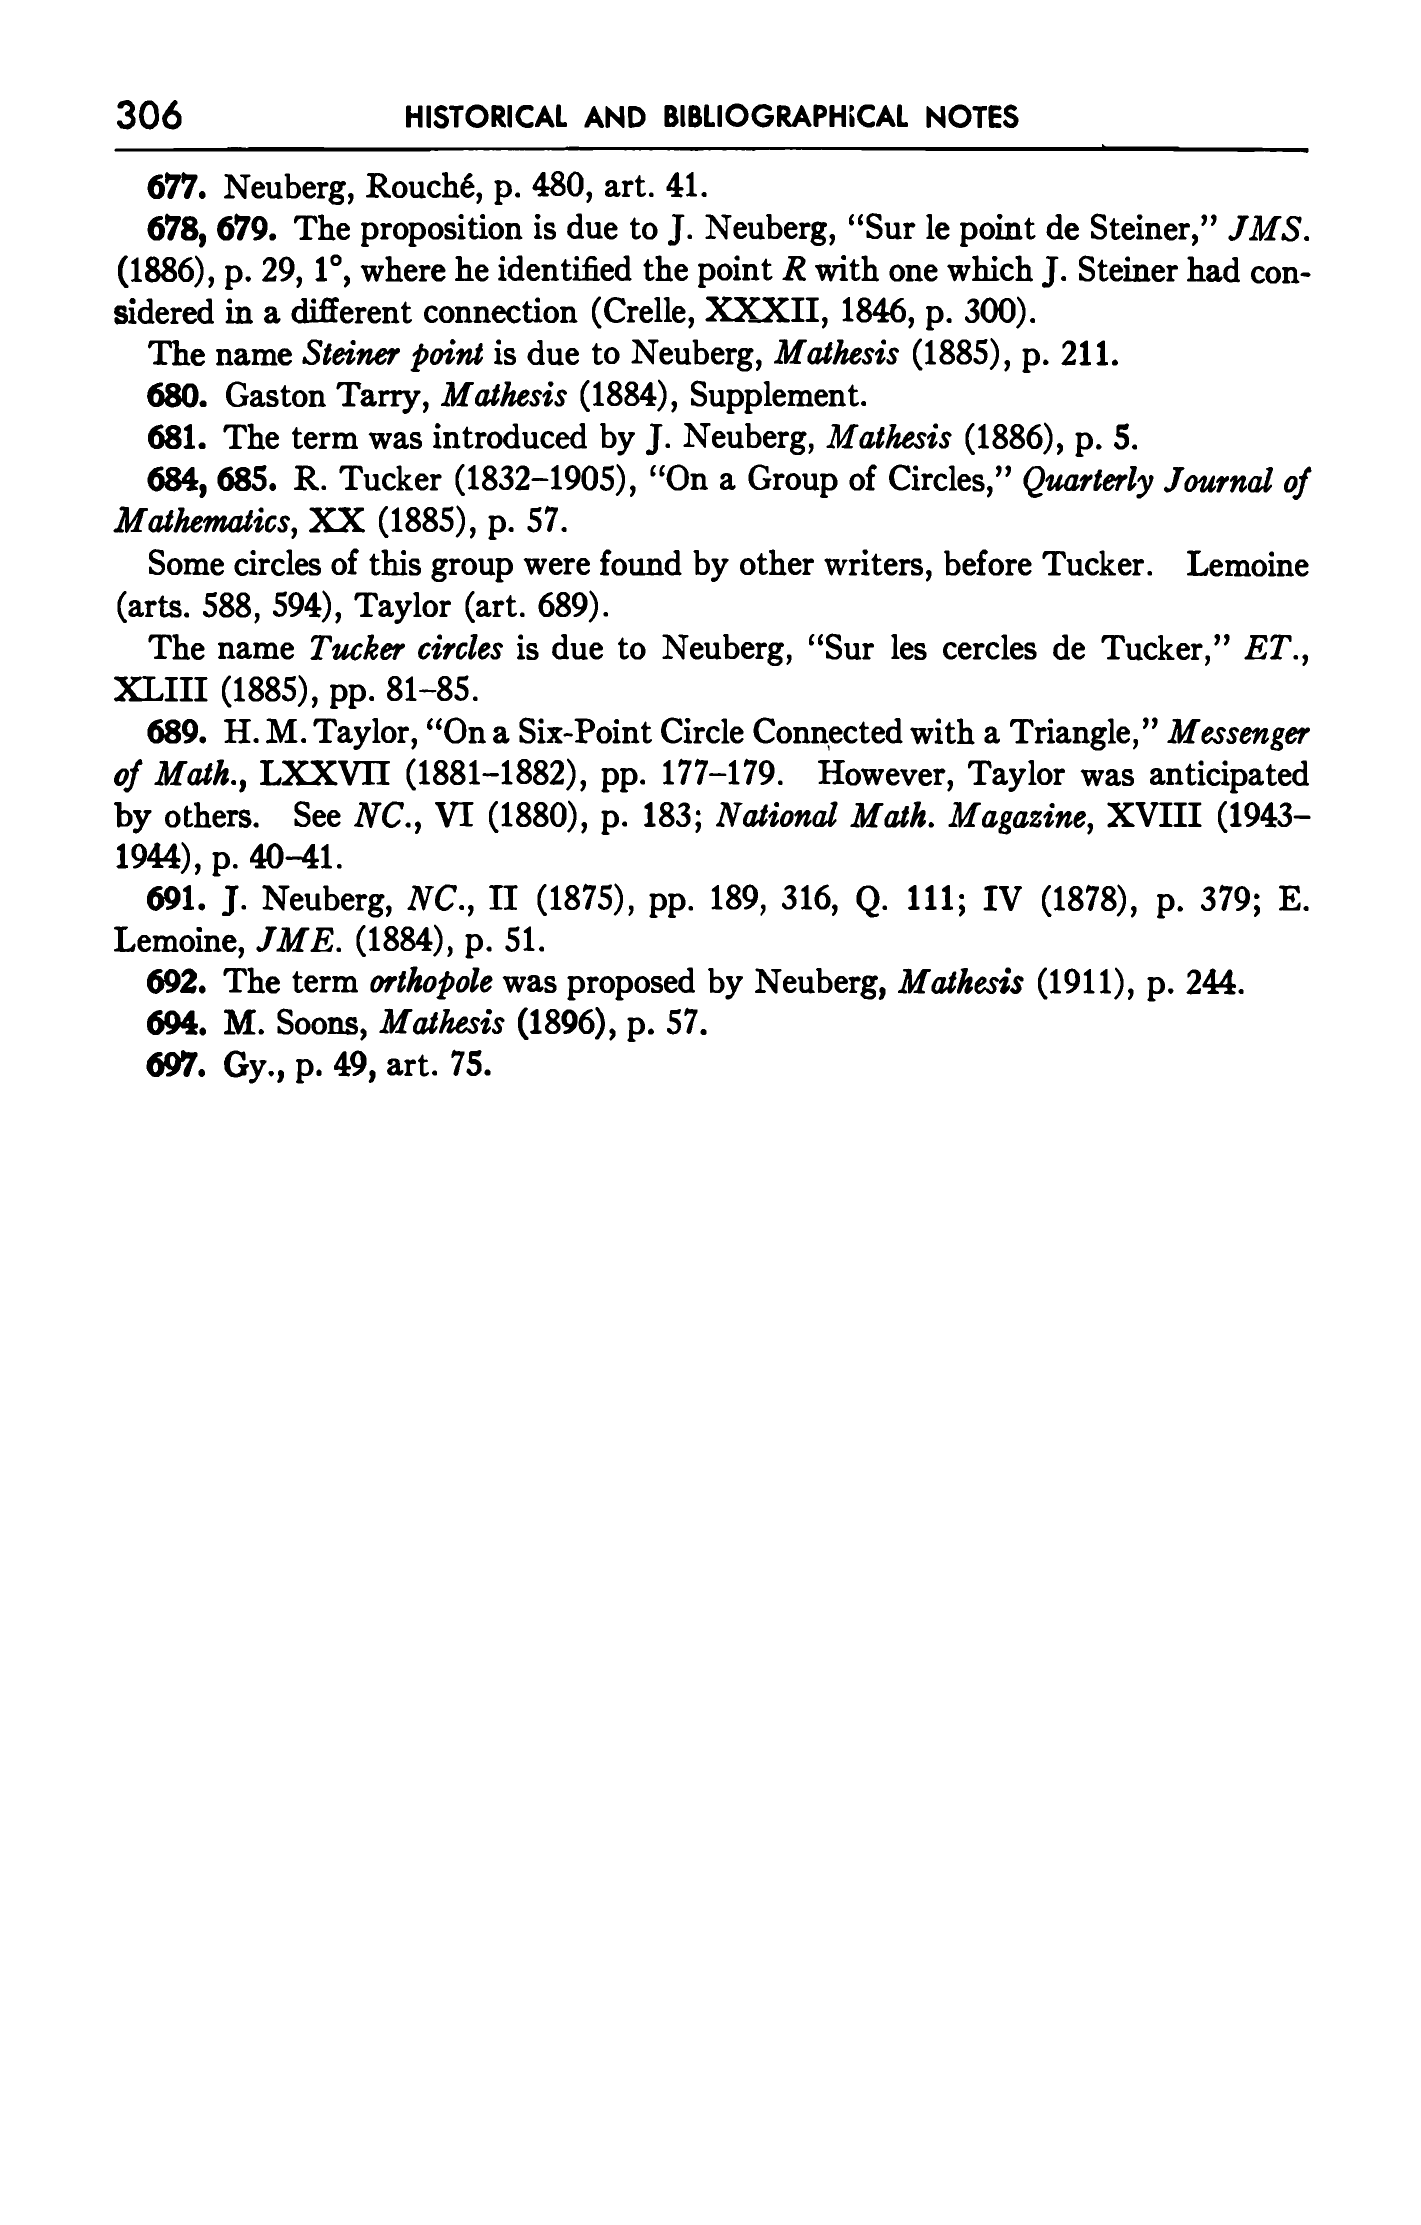 306 HISTORICAL AND BIBLIOGRAPHICAL NOTES
677. Neuberg, Rouché, p. 480, art. 41.
678, 679. The proposition is due to J. Neuberg, “Sur le point de Steiner,” JMS.
(1886), p. 29, 1°, where he identified the point R with one which J. Steiner had con-
sidered in a different connection (Crelle, XXXII, 1846, p. 300).
The name Steiner point is due to Neuberg, Mathesis (1885), p. 211.
680. Gaston Tarry, Mathesis (1884), Supplement.
681. The term was introduced by J. Neuberg, Mathesis (1886), p. 5.
684, 685. R. Tucker (1832–1905), “On a Group of Circles,” Quarterly Journal of
Mathematics, XX (1885), p. 57.
Some circles of this group were found by other writers, before Tucker. Lemoine
(arts. 588, 594), Taylor (art. 689).
The name Tucker circles is due to Neuberg, “Sur les cercles de Tucker,” ET.,
XLIII (1885), pp. 81–85.
689. H. M. Taylor, “On a Six-Point Circle Connected with a Triangle,” Messenger
of Math., LXXVII (1881–1882), pp. 177–179. However, Taylor was anticipated
by others. See NC., VI (1880), p. 183; National Math. Magazine, XVIII (1943–
1944), p. 40–41.
691. J. Neuberg, NC., II (1875), pp. 189, 316, Q. 111; IV (1878), p. 379; E.
Lemoine, JME. (1884), p. 51.
692. The term orthopole was proposed by Neuberg, Mathesis (1911), p. 244.
694. M. Soons, Mathesis (1896), p. 57.
697. Gy., p. 49, art. 75.